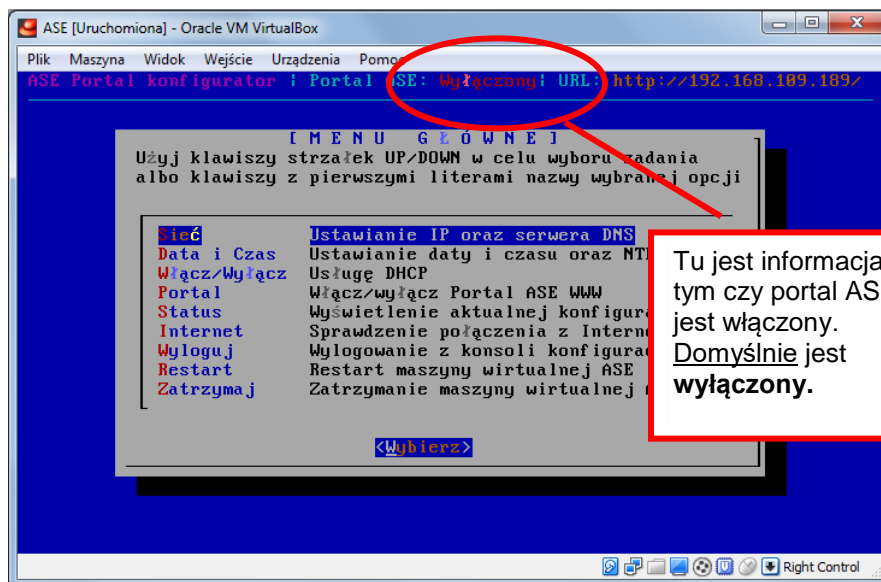 ASE [Uruchomiona] - Oracle VM VirtualBox
Plik Maszyna Widok Wejście Urządzenia Pomoc
ASE Portal konfigurator | Portal ASE: Wyłączony| URL: http://192.168.109.189/
[ M E N U G Ł Ó W N E ]
Użyj klawiszy strzałek UP/DOWN w celu wyboru zadania
albo klawiszy z pierwszymi literami nazwy wybranej opcji
Sieć Ustawianie IP oraz serwera DNS
Data i Czas Ustawianie daty i czasu oraz
Włącz/Wyłącz Usługę DHCP
Portal Włącz/wyłącz Portal ASE WWW
Status Wyświetlenie aktualnej
Internet Sprawdzenie połączenia z
Wyloguj Wylogowanie z konsoli
Restart Restart maszyny wirtualnej ASE
Zatrzymaj Zatrzymanie maszyny wirtualnej
<Wybierz>
Tu jest informacja
tym czy portal AS
jest włączony.
Domyślnie jest
wyłączony.
Right Control